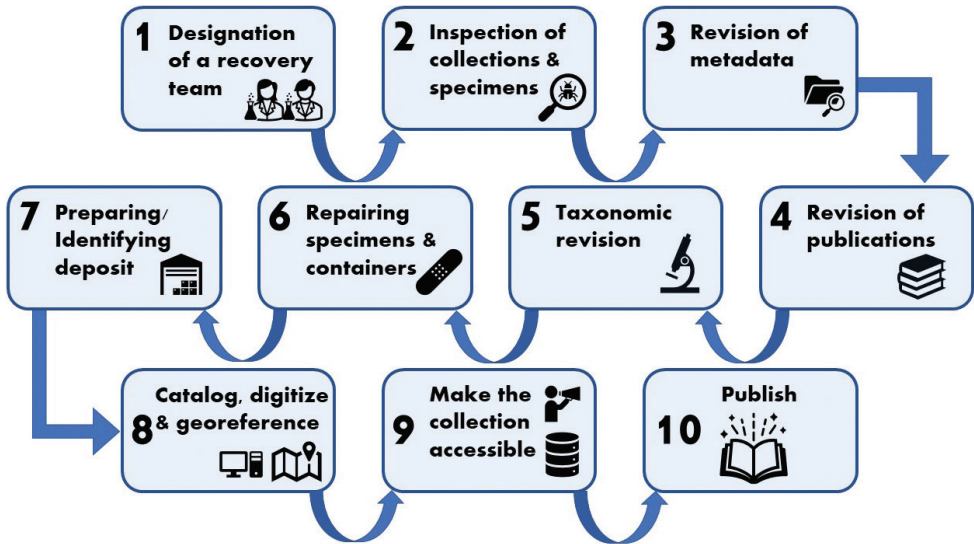 1 Designation
of a recovery
team
2 Inspection of
collections &
specimens
3 Revision of
metadata
4 Revision of
publications
5 Taxonomic
revision
6 Repairing
specimens &
containers
7 Preparing/
Identifying
deposit
Catalog, digitize
& georeference
8
Make the
9 collection
accessible
Publish
10